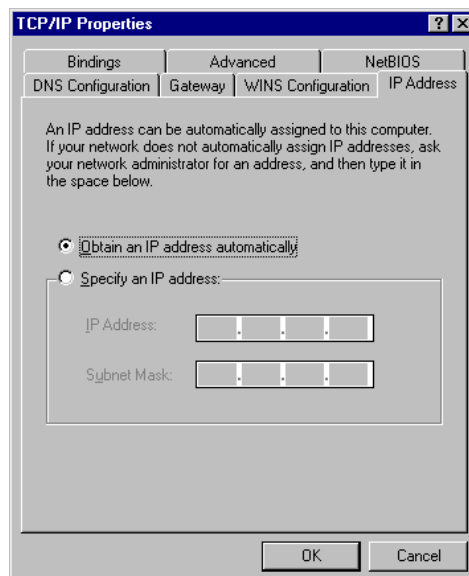 TCP/IP Properties
Bindings Advanced NetBIOS
DNS Configuration Gateway WINS Configuration IP Address
An IP address can be automatically assigned to this computer.
If your network does not automatically assign IP addresses, ask
your network administrator for an address, and then type it in
the space below.
Obtain an IP address automatically
Specify an IP address:
IP Address:
Subnet Mask:
OK Cancel